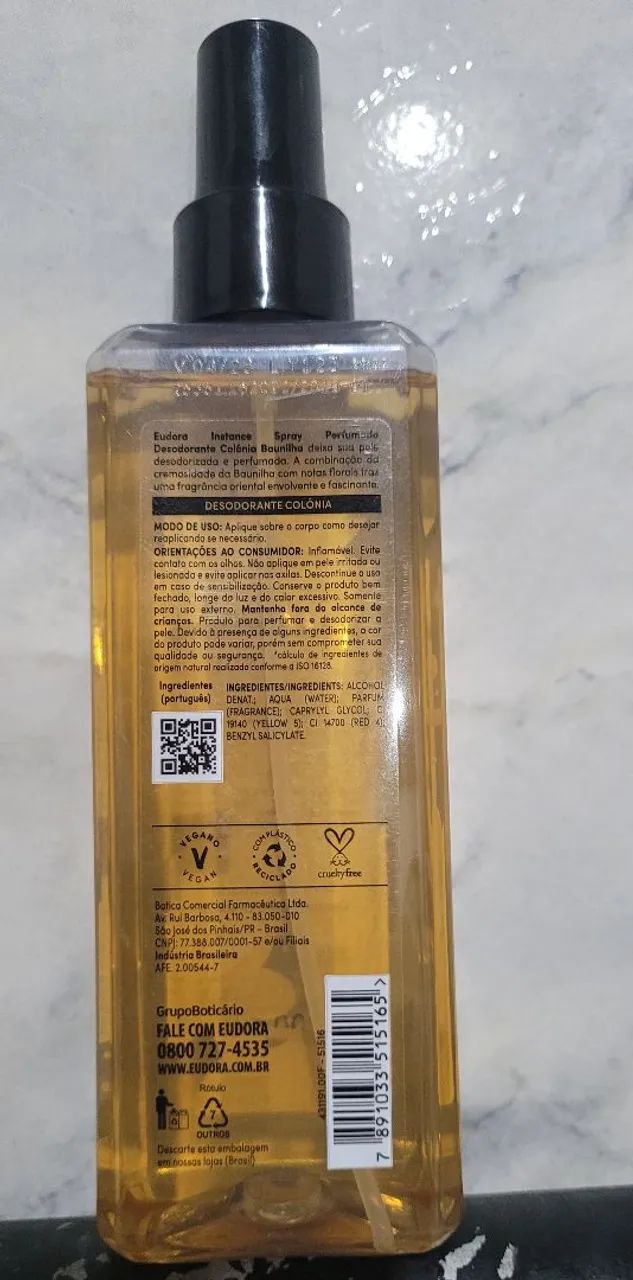 Eudora Instance Spray Perfumado
Desodorante Colônia Baunilha deixa sua pele
desodorizada e perfumada. A combinação da
cremosidade da Baunilha com notas florais traz
uma fragrância oriental envolvente e fascinante.
DESODORANTE COLÔNIA
MODO DE USO: Aplique sobre o corpo como desejar
reaplicando se necessário.
ORIENTAÇÕES AO CONSUMIDOR: Inflamável. Evite
contato com os olhos. Não aplique em pele irritada ou
lesionada e evite aplicar nas axilas. Descontinue o uso
em caso de sensibilização. Conserve o produto bem
fechado, longe da luz e do calor excessivo. Somente
para uso externo. Mantenha fora do alcance de
crianças. Produto para perfumar e desodorizar a
pele. Devido à presença de alguns ingredientes, a cor
do produto pode variar, porém sem comprometer sua
qualidade ou segurança. *cálculo de ingredientes de
origem natural realizado conforme a ISO 16128.
Ingredientes
(português)
INGREDIENTES/INGREDIENTS: ALCOHOL
DENAT.; AQUA (WATER); PARFUM
(FRAGRANCE); CAPRYLYL GLYCOL; CI
19140 (YELLOW 5); CI 14700 (RED 4);
BENZYL SALICYLATE.
VEGANO
V
VEGAN
COM PLÁSTICO
RECICLADO
crueltyfree
Botica Comercial Farmacêutica Ltda.
Av. Rui Barbosa, 4.110 - 83.050-010
São José dos Pinhais/PR – Brasil
CNPJ: 77.388.007/0001-57 e/ou Filiais
Indústria Brasileira
AFE. 2.00544-7
GrupoBoticário
FALE COM EUDORA
0800 727-4535
WWW.EUDORA.COM.BR
Rótulo
7
OUTROS
Descarte esta embalagem
em nossas lojas (Brasil)
431191.00F - 51516
7 891033 515165 >